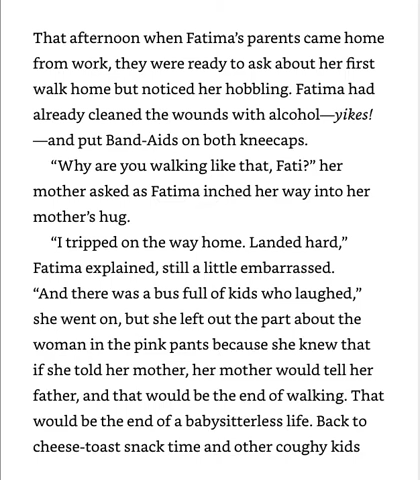 That afternoon when Fatima’s parents came home
from work, they were ready to ask about her first
walk home but noticed her hobbling. Fatima had
already cleaned the wounds with alcohol—yikes!
—and put Band-Aids on both kneecaps.
“Why are you walking like that, Fati?” her
mother asked as Fatima inched her way into her
mother’s hug.
“I tripped on the way home. Landed hard,”
Fatima explained, still a little embarrassed.
“And there was a bus full of kids who laughed,”
she went on, but she left out the part about the
woman in the pink pants because she knew that
if she told her mother, her mother would tell her
father, and that would be the end of walking. That
would be the end of a babysitterless life. Back to
cheese-toast snack time and other coughy kids